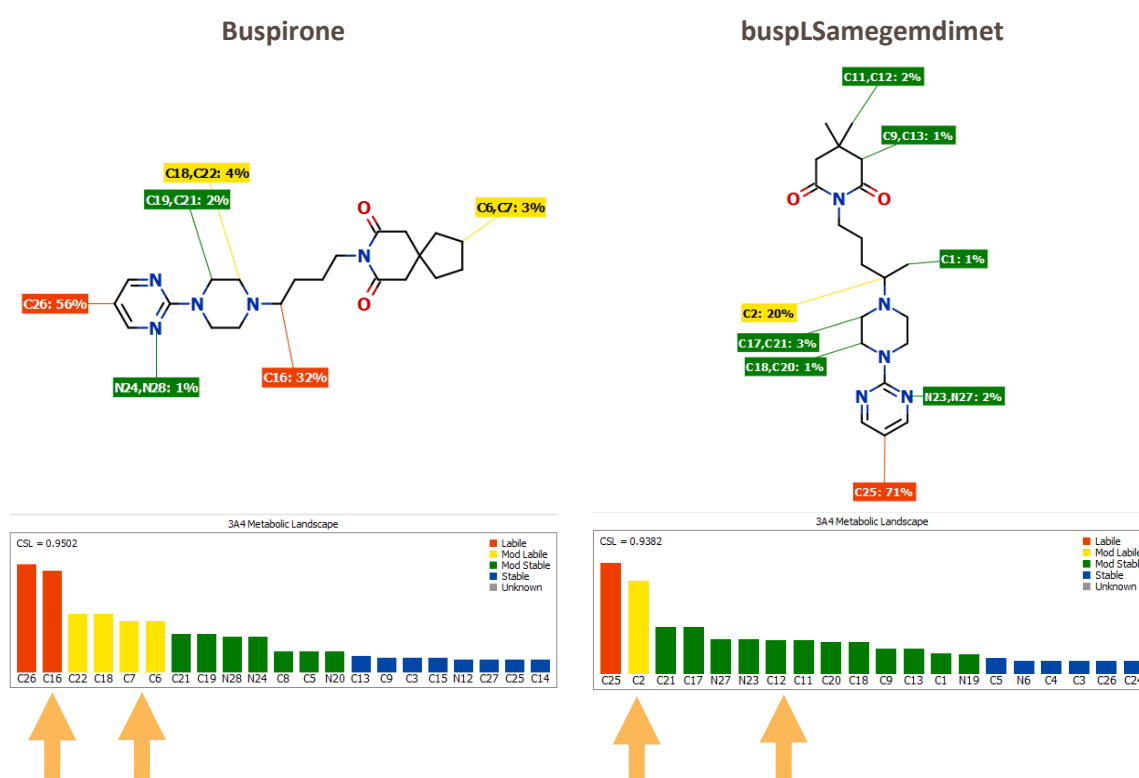 Buspirone
C18,C22: 4%
C19,C21: 2%
C6,C7: 3%
O
N
N
N
N
N
O
C26: 56%
C16: 32%
N24,N28: 1%
3A4 Metabolic Landscape
CSL = 0.9502
Labile
Mod Labile
Mod Stable
Stable
Unknown
C26 C16 C22 C18 C7 C6 C21 C19 N28 N24 C8 C5 N20 C13 C9 C3 C15 N12 C27 C25 C14
buspLSamegemdimet
C11,C12: 2%
C9,C13: 1%
O N O
C1: 1%
C2: 20%
N
C17,C21: 3%
C18,C20: 1%
N
N N
N23,N27: 2%
C25: 71%
3A4 Metabolic Landscape
CSL = 0.9382
Labile
Mod Labile
Mod Stable
Stable
Unknown
C25 C2 C21 C17 N27 N23 C12 C11 C20 C18 C9 C13 C1 N19 C5 N6 C4 C3 C26 C24